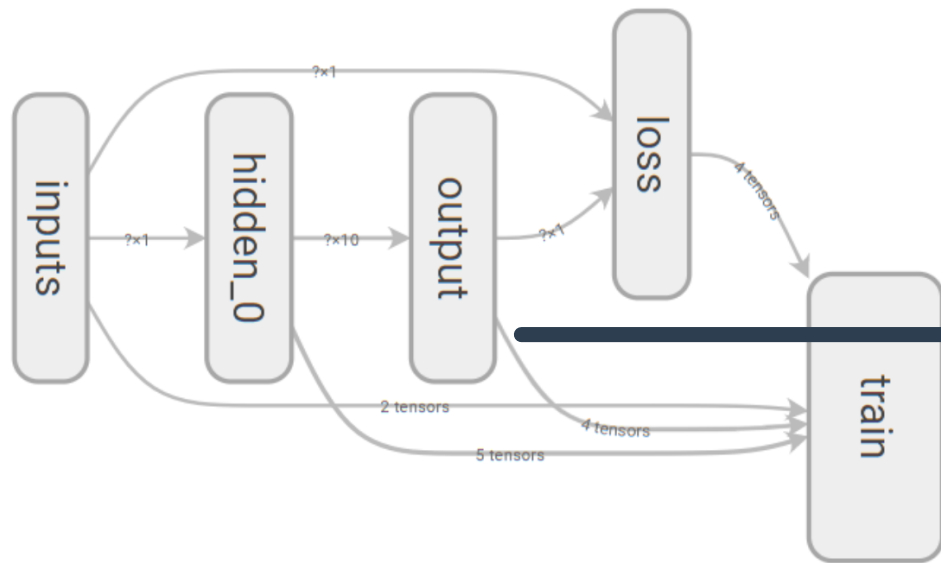 inputs
hidden_0
output
loss
train
?×1
?×1
?×10
?×1
4 tensors
2 tensors
4 tensors
5 tensors